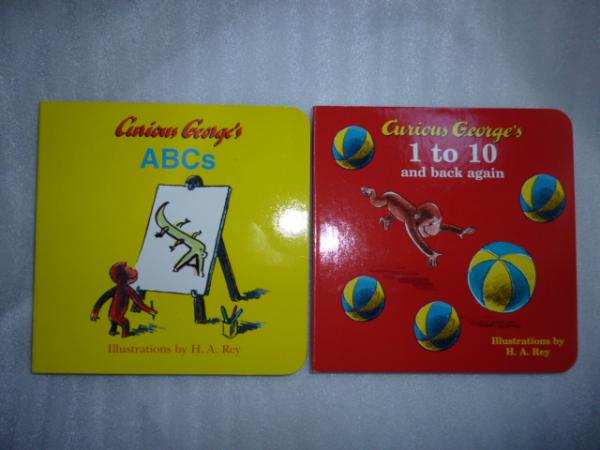 Curious George's
ABCs
Illustrations by H. A. Rey
Curious George's
1 to 10
and back again
Illustrations by
H. A. Rey